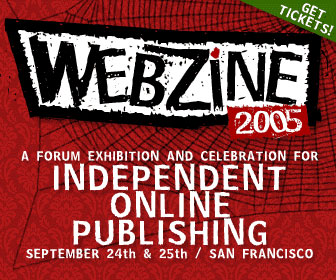 GET
TICKETS!
WEBZiNE
2005
A FORUM EXHIBITION AND CELEBRATION FOR
INDEPENDENT
ONLINE
PUBLISHING
SEPTEMBER 24th & 25th / SAN FRANCISCO